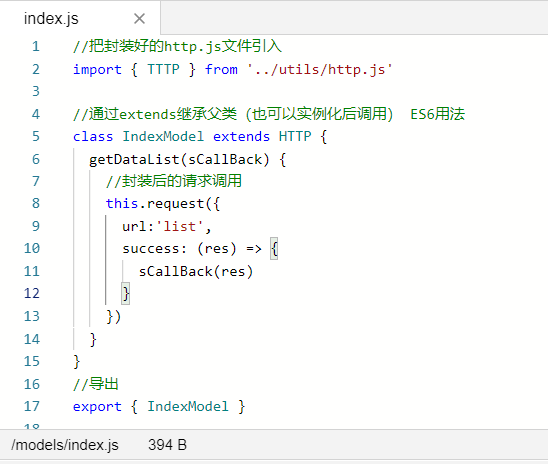 index.js
1 //把封装好的http.js文件引入
2 import { TTTP } from '../utils/http.js'
3
4 //通过extends继承父类（也可以实例化后调用） ES6用法
5 class IndexModel extends HTTP {
6 getDataList(sCallBack) {
7 //封装后的请求调用
8 this.request({
9 url:'list',
10 success: (res) => {
11 sCallBack(res)
12 }
13 })
14 }
15 }
16 //导出
17 export { IndexModel }
18
/models/index.js 394 B